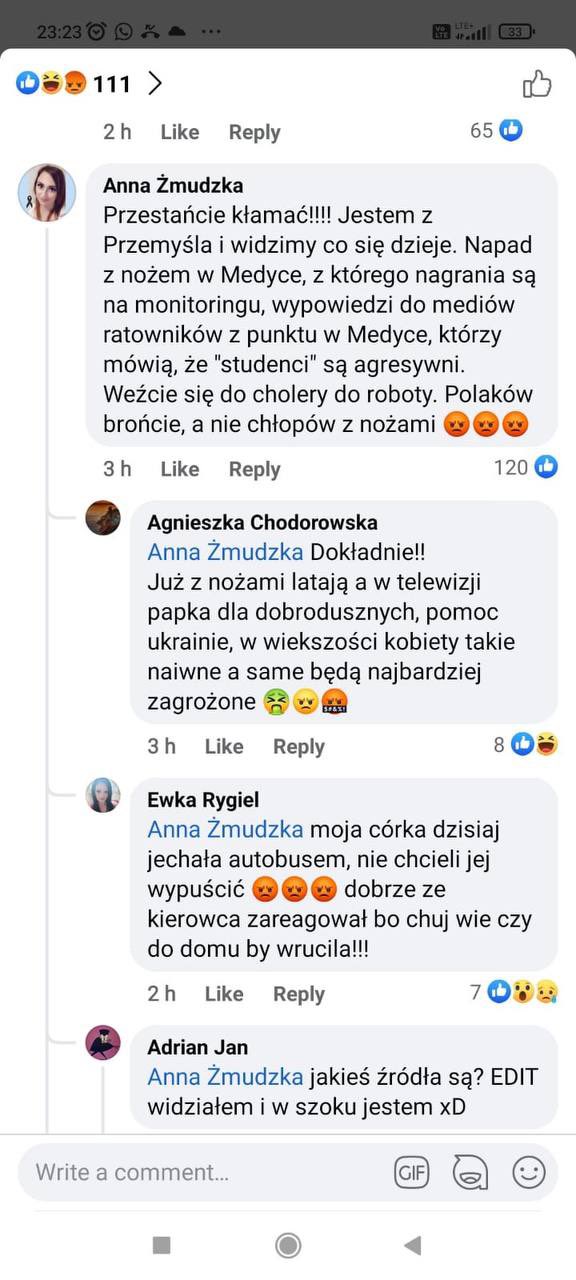 23:23
Vo LTE
LTE+
33
111
2 h Like Reply 65
Anna Żmudzka
Przestańcie kłamać!!!! Jestem z
Przemyśla i widzimy co się dzieje. Napad
z nożem w Medyce, z którego nagrania są
na monitoringu, wypowiedzi do mediów
ratowników z punktu w Medyce, którzy
mówią, że "studenci" są agresywni.
Weźcie się do cholery do roboty. Polaków
brońcie, a nie chłopów z nożami 😡😡😡
3 h Like Reply 120
Agnieszka Chodorowska
Anna Żmudzka Dokładnie!!
Już z nożami latają a w telewizji
papka dla dobrodusznych, pomoc
ukrainie, w wiekszości kobiety takie
naiwne a same będą najbardziej
zagrożone 🤮😠🤬
3 h Like Reply 8
Ewka Rygiel
Anna Żmudzka moja córka dzisiaj
jechała autobusem, nie chcieli jej
wypuścić 😡😡😡 dobrze ze
kierowca zareagował bo chuj wie czy
do domu by wrucila!!!
2 h Like Reply 7
Adrian Jan
Anna Żmudzka jakieś źródła są? EDIT
widziałem i w szoku jestem xD
Write a comment...
GIF